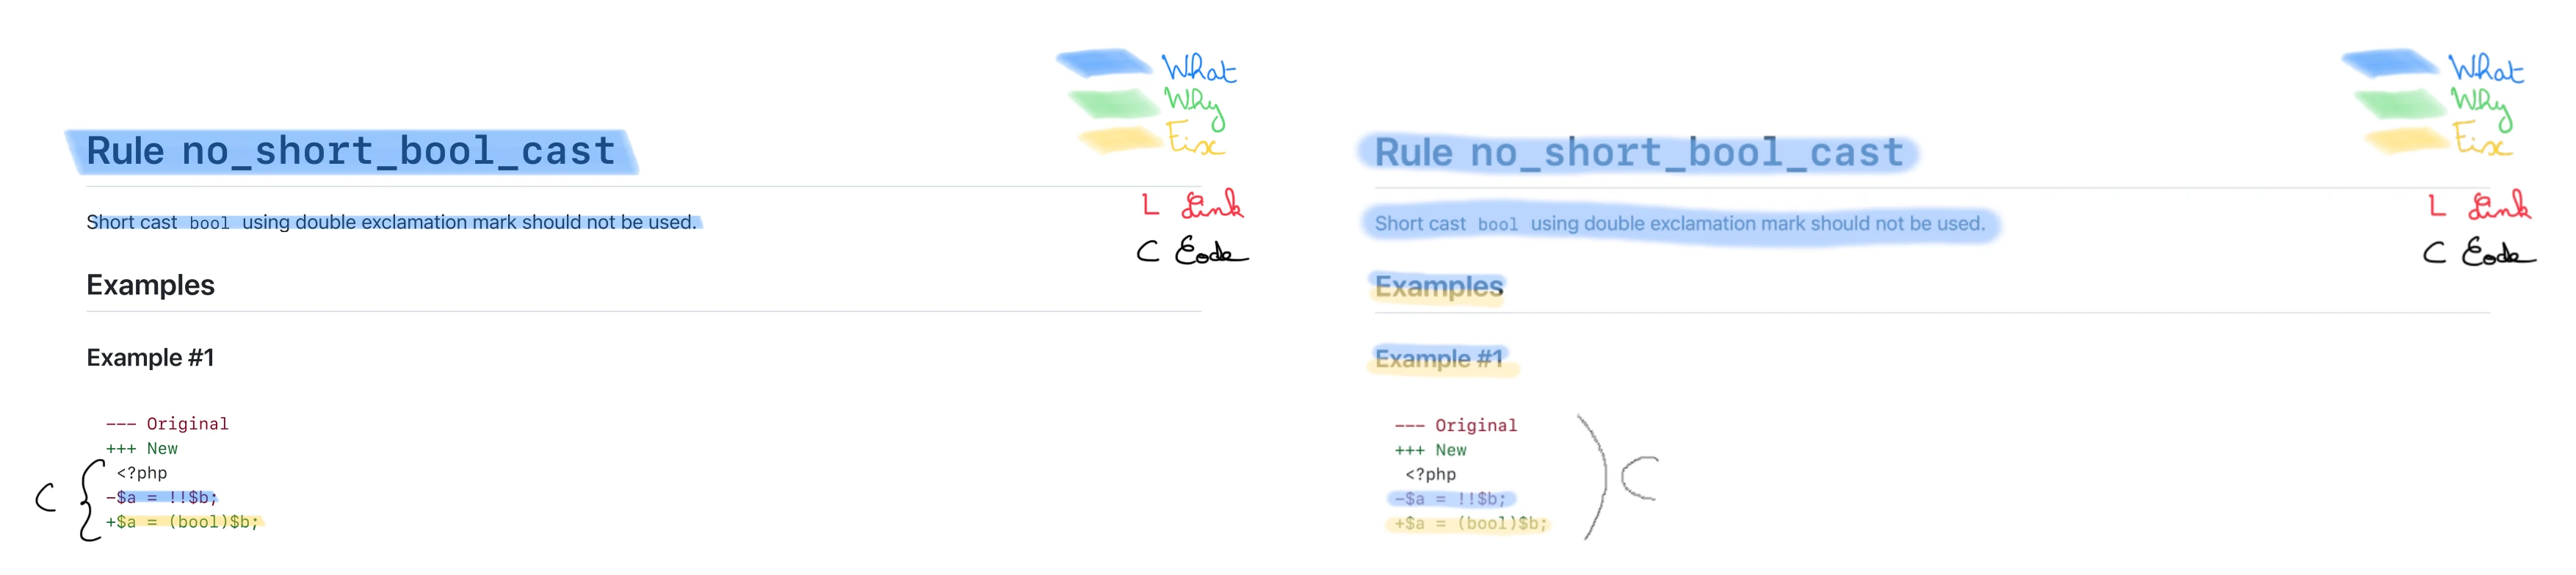 What
Why
Fix
Rule no_short_bool_cast
L Link
Short cast bool using double exclamation mark should not be used.
C Code
Examples
Example #1
--- Original
+++ New
<?php
-$a = !!$b;
+$a = (bool)$b;
C
What
Why
Fix
Rule no_short_bool_cast
L Link
Short cast bool using double exclamation mark should not be used.
C Code
Examples
Example #1
--- Original
+++ New
<?php
-$a = !!$b;
+$a = (bool)$b;
C